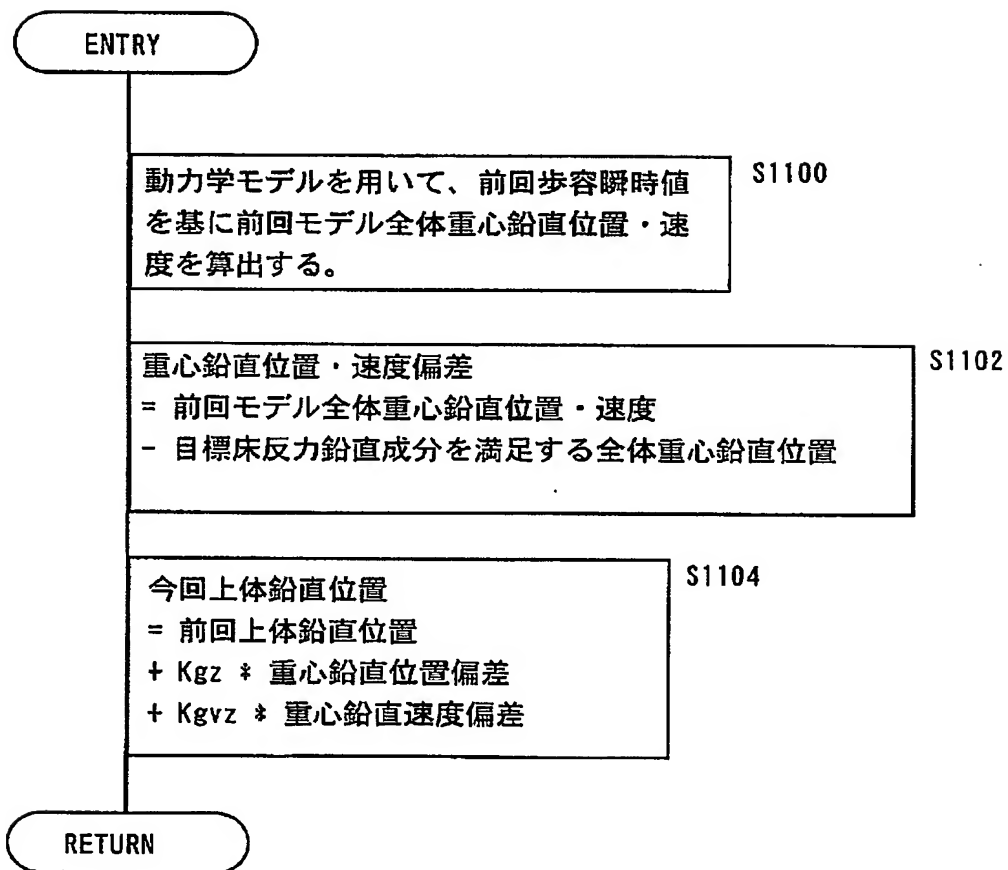 ENTRY
動力学モデルを用いて、前回歩容瞬時値
を基に前回モデル全体重心鉛直位置・速
度を算出する。
S1100
重心鉛直位置・速度偏差
= 前回モデル全体重心鉛直位置・速度
- 目標床反力鉛直成分を満足する全体重心鉛直位置
S1102
今回上体鉛直位置
= 前回上体鉛直位置
+ Kgz * 重心鉛直位置偏差
+ Kgvz * 重心鉛直速度偏差
S1104
RETURN